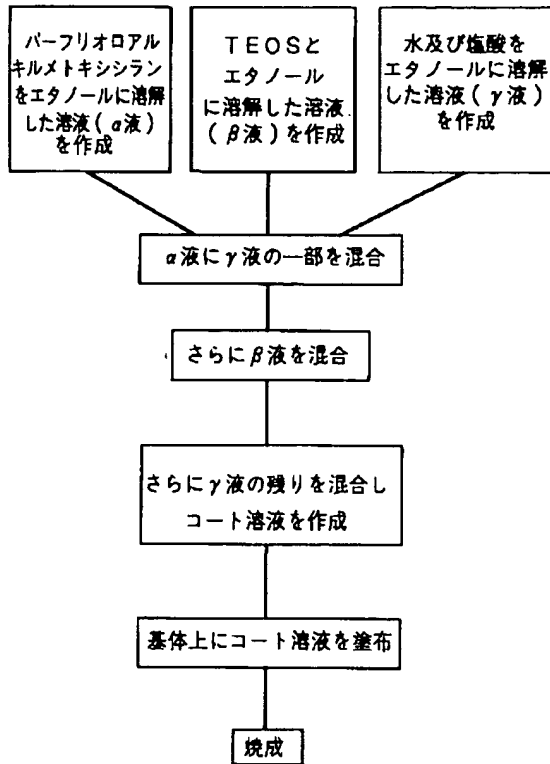 パーフリオロアル
キルメトキシシラン
をエタノールに溶解
した溶液(α液)
を作成
TEOSと
エタノール
に溶解した溶液
(β液)を作成
水及び塩酸を
エタノールに溶解
した溶液(γ液)
を作成
α液にγ液の一部を混合
さらにβ液を混合
さらにγ液の残りを混合し
コート溶液を作成
基体上にコート溶液を塗布
焼成